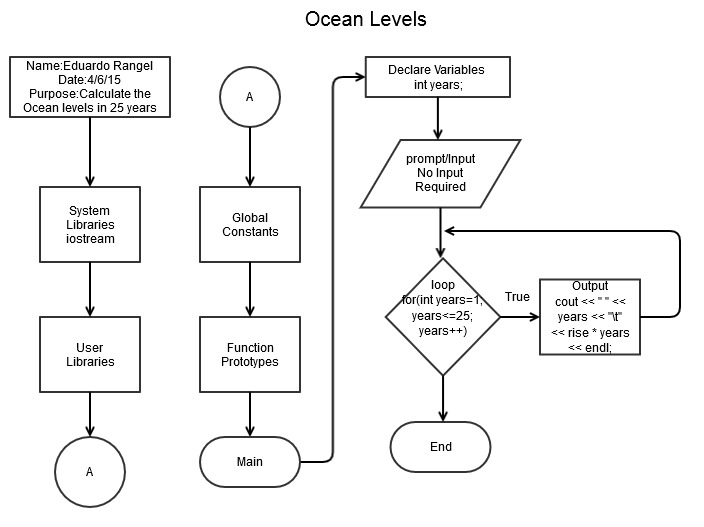 Ocean Levels
Name:Eduardo Rangel
Date:4/6/15
Purpose:Calculate the
Ocean levels in 25 years
System
Libraries
iostream
User
Libraries
A
A
Global
Constants
Function
Prototypes
Main
Declare Variables
int years;
prompt/Input
No Input
Required
loop
for(int years=1;
years<=25;
years++)
True
Output
cout << " " <<
years << "\t"
<< rise * years
<< endl;
End